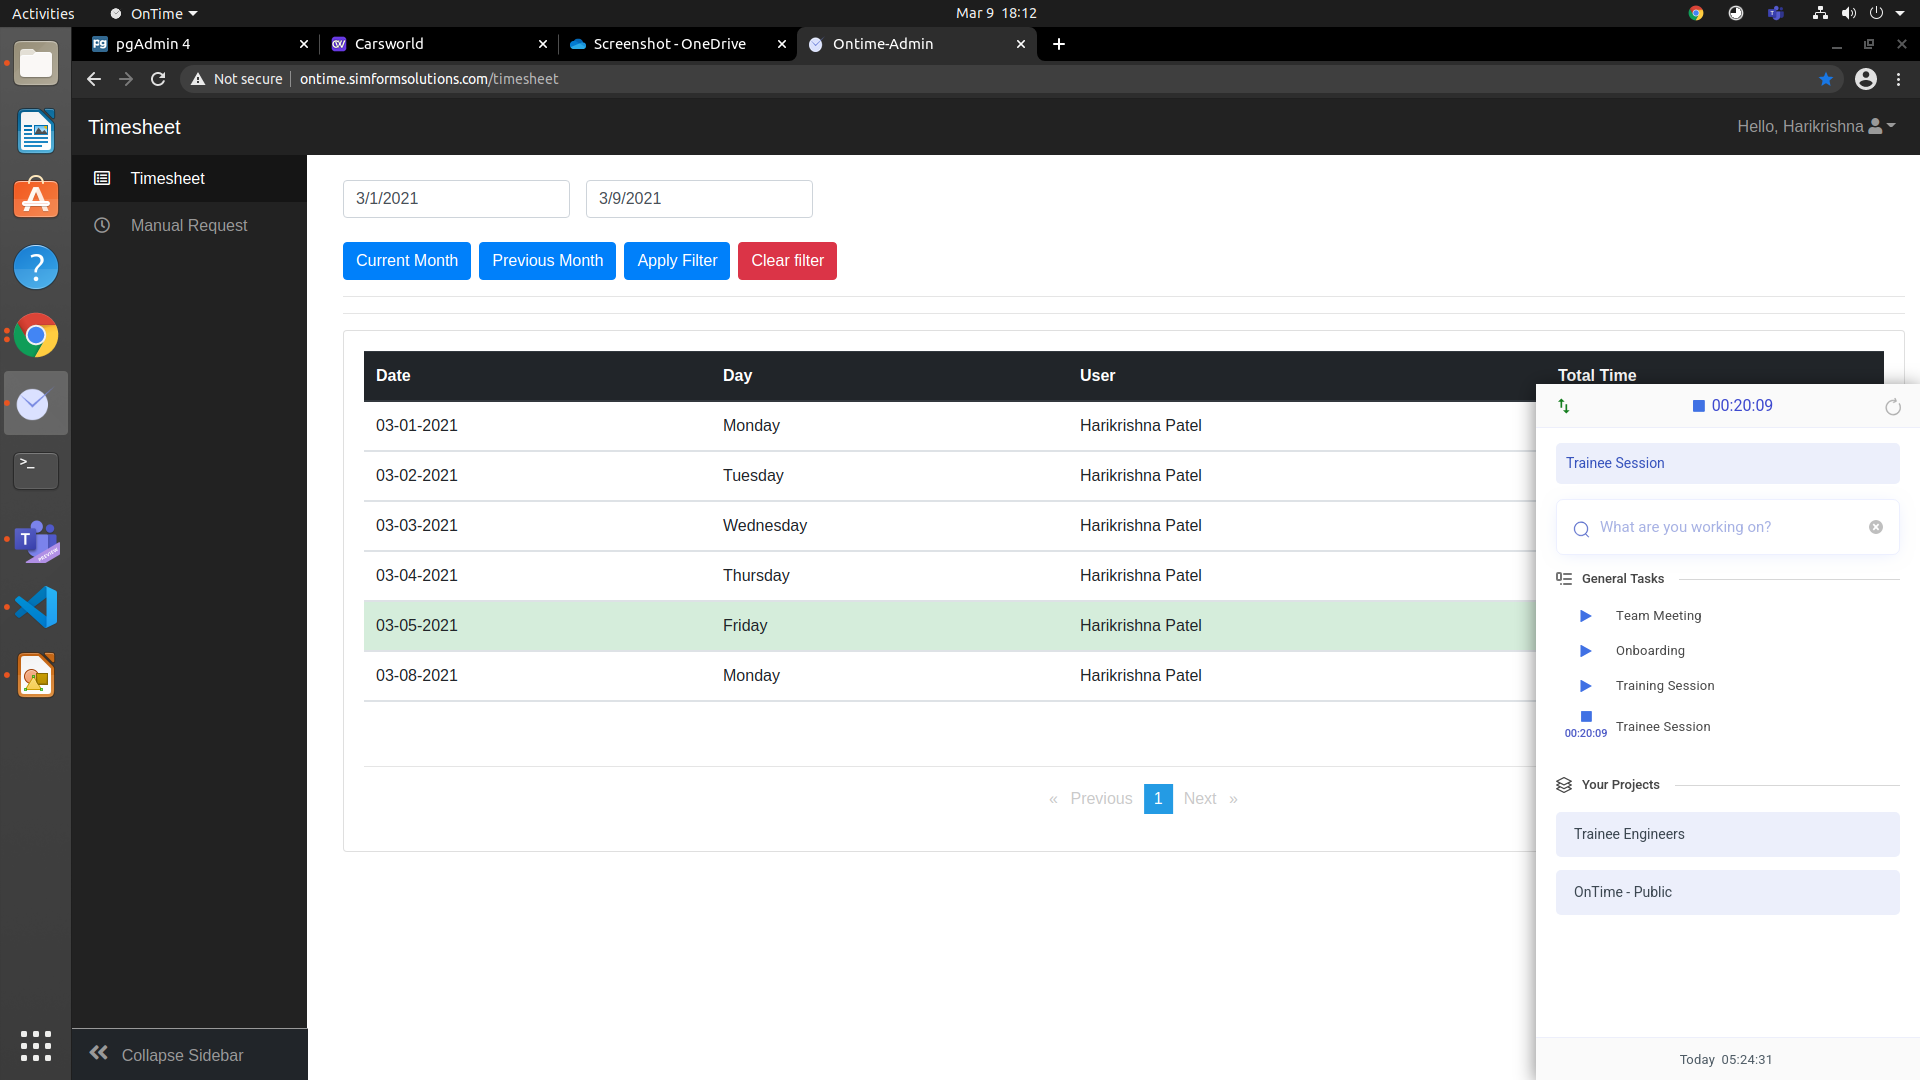 Activities OnTime Mar 9 18:12
pgAdmin 4 Carsworld Screenshot - OneDrive Ontime-Admin
Not secure ontime.simformsolutions.com/timesheet
Timesheet Hello, Harikrishna
Timesheet
Manual Request
3/1/2021 3/9/2021
Current Month Previous Month Apply Filter Clear filter
Date Day User Total Time
03-01-2021 Monday Harikrishna Patel
03-02-2021 Tuesday Harikrishna Patel
03-03-2021 Wednesday Harikrishna Patel
03-04-2021 Thursday Harikrishna Patel
03-05-2021 Friday Harikrishna Patel
03-08-2021 Monday Harikrishna Patel
« Previous 1 Next »
Collapse Sidebar
00:20:09
Trainee Session
What are you working on?
General Tasks
Team Meeting
Onboarding
Training Session
00:20:09 Trainee Session
Your Projects
Trainee Engineers
OnTime - Public
Today 05:24:31